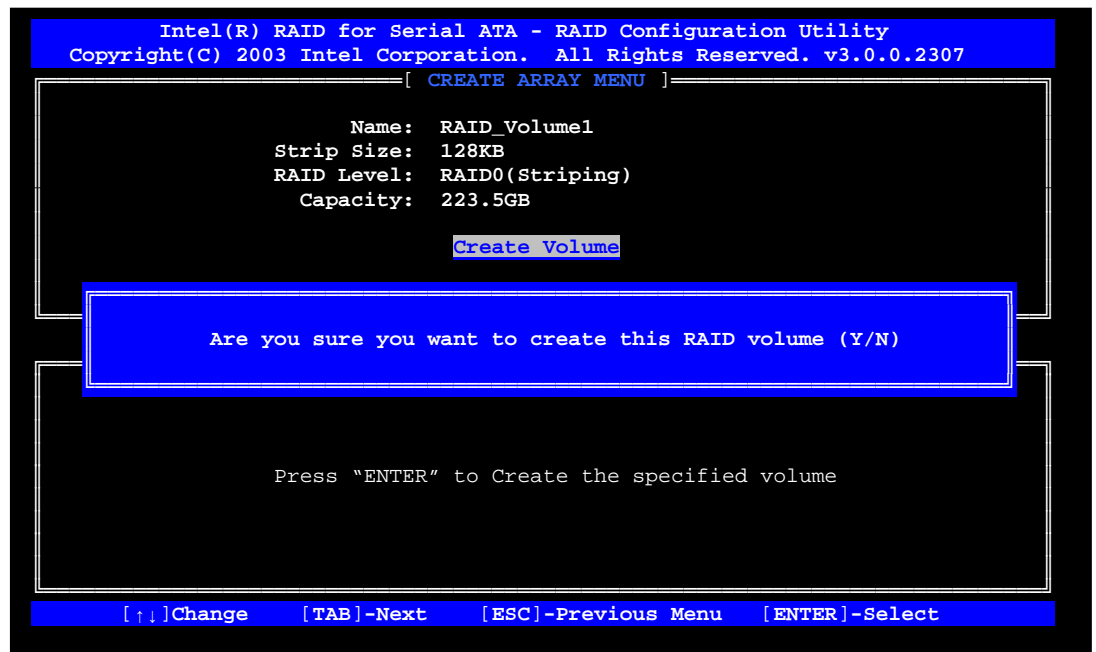 Intel(R) RAID for Serial ATA - RAID Configuration Utility
Copyright(C) 2003 Intel Corporation. All Rights Reserved. v3.0.0.2307
[ CREATE ARRAY MENU ]
Name: RAID_Volume1
Strip Size: 128KB
RAID Level: RAID0(Striping)
Capacity: 223.5GB
Create Volume
Are you sure you want to create this RAID volume (Y/N)
Press “ENTER” to Create the specified volume
[↑↓]Change [TAB]-Next [ESC]-Previous Menu [ENTER]-Select